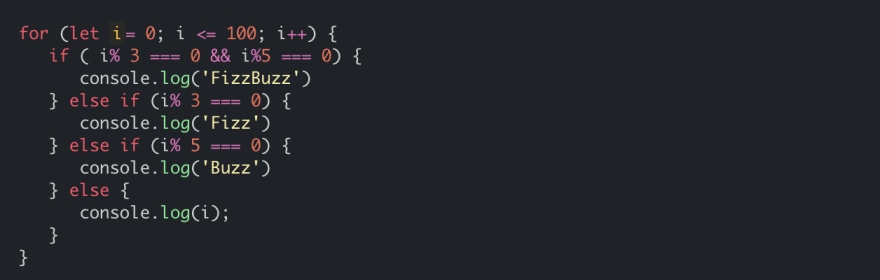 for (let i= 0; i <= 100; i++) {
   if ( i% 3 === 0 && i%5 === 0) {
      console.log('FizzBuzz')
   } else if (i% 3 === 0) {
      console.log('Fizz')
   } else if (i% 5 === 0) {
      console.log('Buzz')
   } else {
      console.log(i);
   }
}